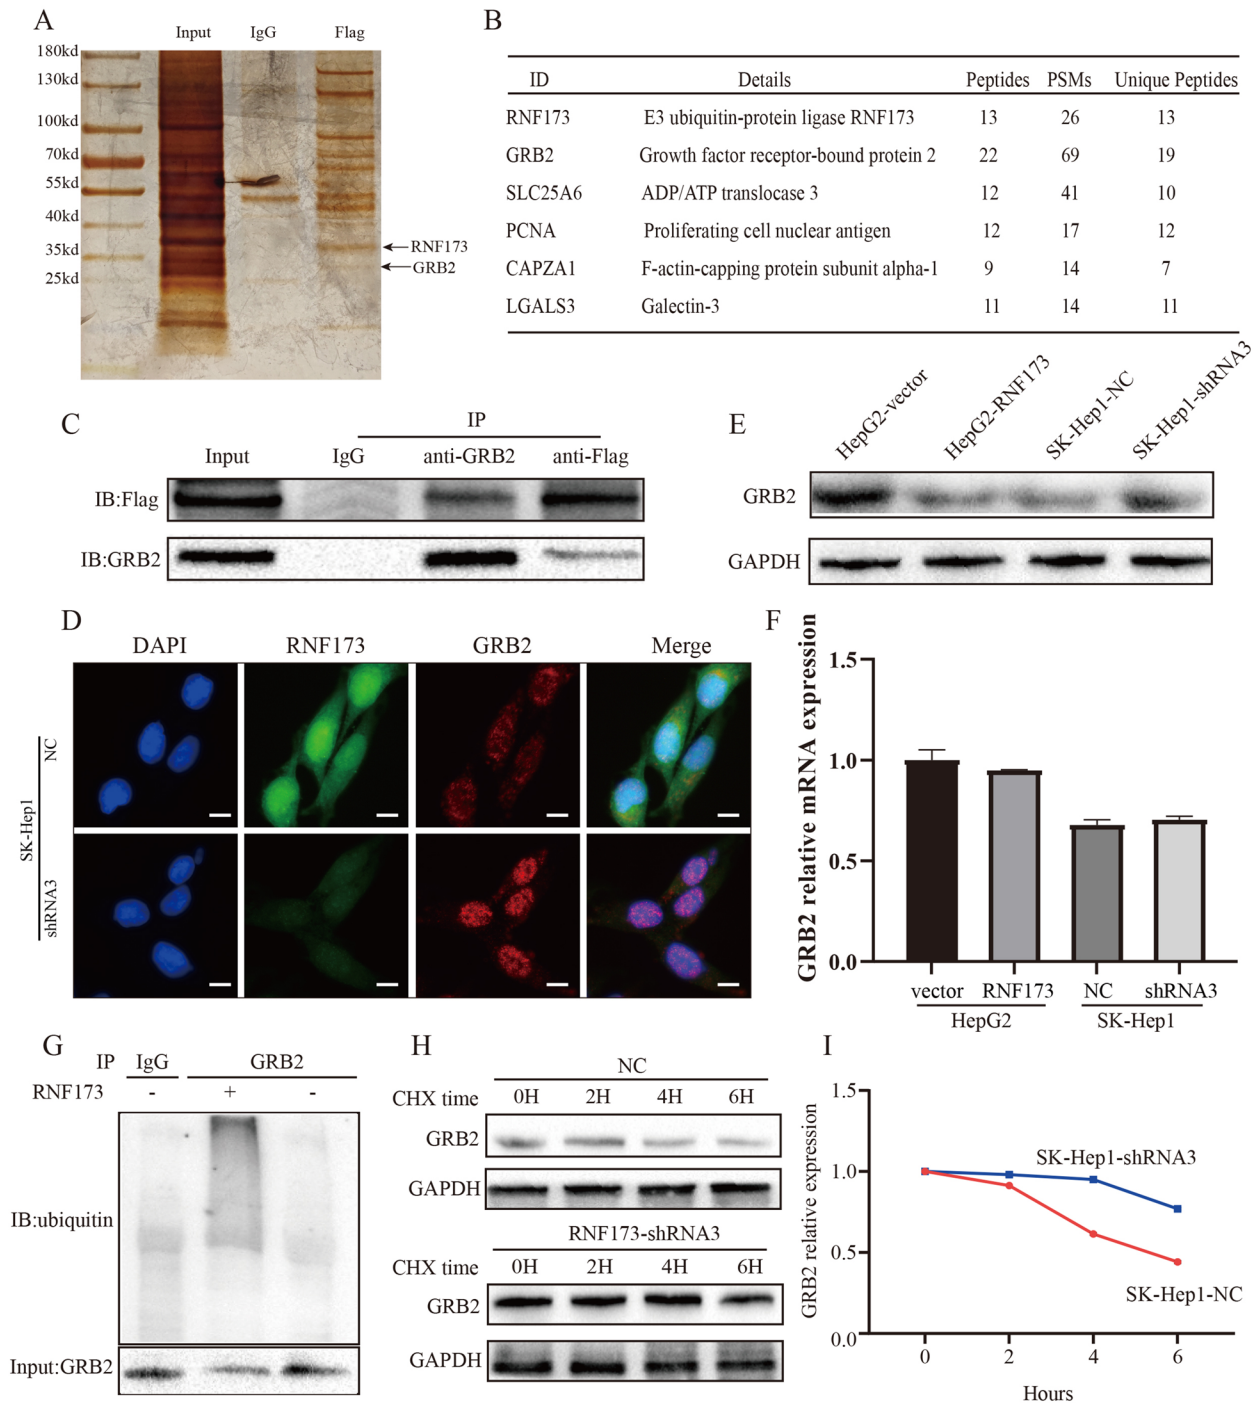 A
Input IgG Flag
180kd
130kd
100kd
70kd
55kd
40kd
35kd
25kd
RNF173
GRB2
B
ID Details Peptides PSMs Unique Peptides
RNF173 E3 ubiquitin-protein ligase RNF173 13 26 13
GRB2 Growth factor receptor-bound protein 2 22 69 19
SLC25A6 ADP/ATP translocase 3 12 41 10
PCNA Proliferating cell nuclear antigen 12 17 12
CAPZA1 F-actin-capping protein subunit alpha-1 9 14 7
LGALS3 Galectin-3 11 14 11
C
IP
Input IgG anti-GRB2 anti-Flag
IB:Flag
IB:GRB2
E
HepG2-vector
HepG2-RNF173
SK-Hep1-NC
SK-Hep1-shRNA3
GRB2
GAPDH
D
DAPI RNF173 GRB2 Merge
SK-Hep1
NC
shRNA3
F
GRB2 relative mRNA expression
1.5
1.0
0.5
0.0
vector RNF173 NC shRNA3
HepG2 SK-Hep1
G
IP IgG GRB2
RNF173 - + -
IB:ubiquitin
Input:GRB2
H
NC
CHX time 0H 2H 4H 6H
GRB2
GAPDH
RNF173-shRNA3
CHX time 0H 2H 4H 6H
GRB2
GAPDH
I
GRB2 relative expression
1.5
1.0
0.5
0.0
SK-Hep1-shRNA3
SK-Hep1-NC
0 2 4 6
Hours